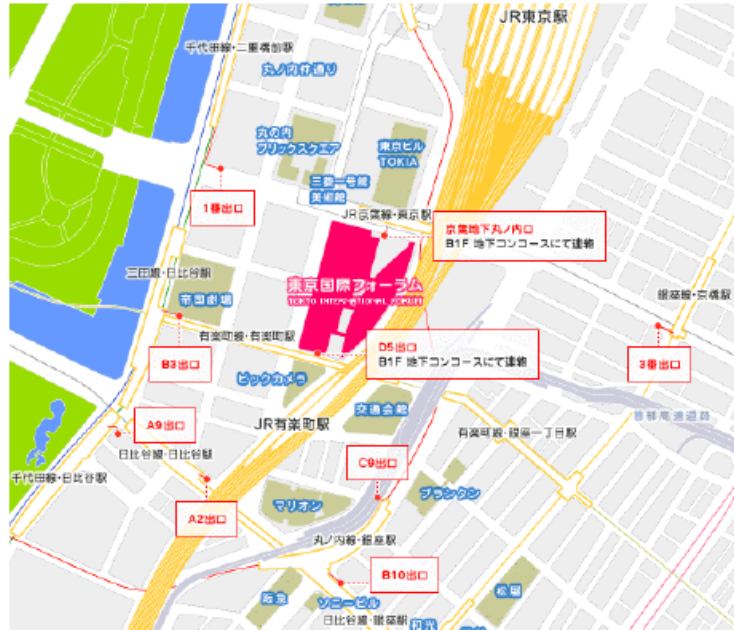 JR東京駅
千代田線・二重橋前駅
丸ノ内仲通り
丸の内
ブリックスクエア
東京ビル
TOKIA
三菱一号館
美術館
1番出口
JR京葉線・東京駅
京葉地下丸ノ内口
B1F 地下コンコースにて連絡
三田線・日比谷駅
東京国際フォーラム
TOKYO INTERNATIONAL FORUM
帝国劇場
銀座線・京橋駅
有楽町線・有楽町駅
D5出口
B1F 地下コンコースにて連絡
B3出口
3番出口
ビックカメラ
交通会館
首都高速道路
A9出口
JR有楽町駅
有楽町線・銀座一丁目駅
日比谷線・日比谷駅
C9出口
千代田線・日比谷駅
プランタン
マリオン
A2出口
丸ノ内線・銀座駅
B10出口
阪急
ソニービル
松屋
日比谷線・銀座駅
和光